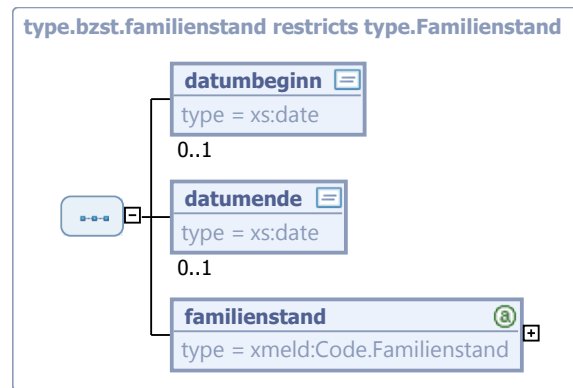 type.bzst.familienstand restricts type.Familienstand
datumbeginn
type = xs:date
0..1
datumende
type = xs:date
0..1
familienstand
type = xmeld:Code.Familienstand